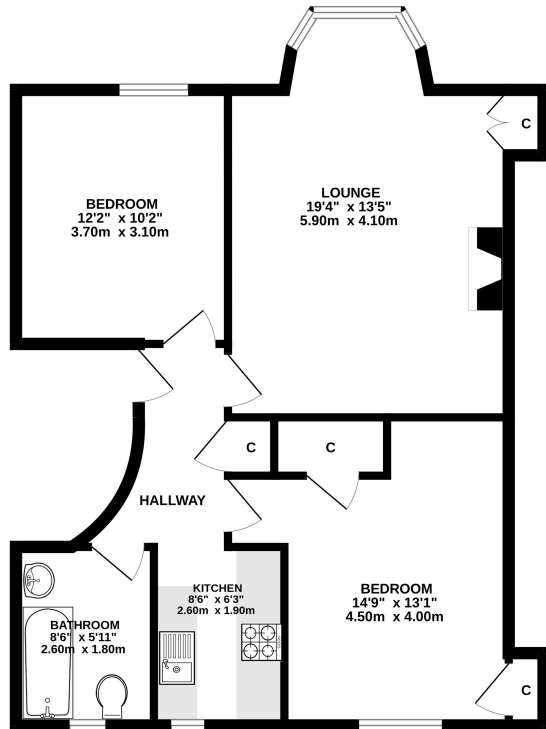 C
LOUNGE
19'4" x 13'5"
5.90m x 4.10m
BEDROOM
12'2" x 10'2"
3.70m x 3.10m
C
C
HALLWAY
KITCHEN
8'6" x 6'3"
2.60m x 1.90m
BEDROOM
14'9" x 13'1"
4.50m x 4.00m
BATHROOM
8'6" x 5'11"
2.60m x 1.80m
C